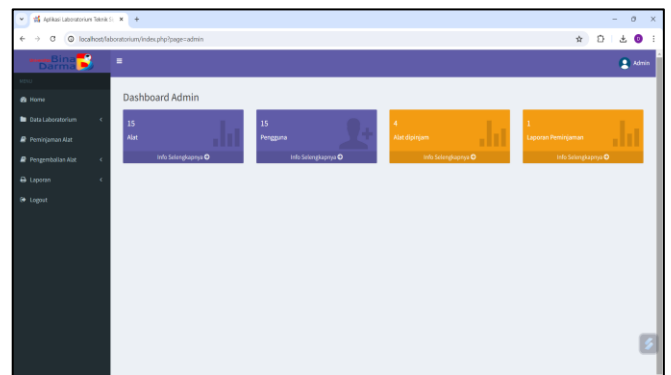 Aplikasi Laboratorium Teknik S
localhost/laboratorium/index.php?page=admin
Bina
Darma
Admin
MENU
Home
Data Laboratorium
Peminjaman Alat
Pengembalian Alat
Laporan
Logout
Dashboard Admin
15
Alat
Info Selengkapnya
15
Pengguna
Info Selengkapnya
4
Alat dipinjam
Info Selengkapnya
1
Laporan Peminjaman
Info Selengkapnya